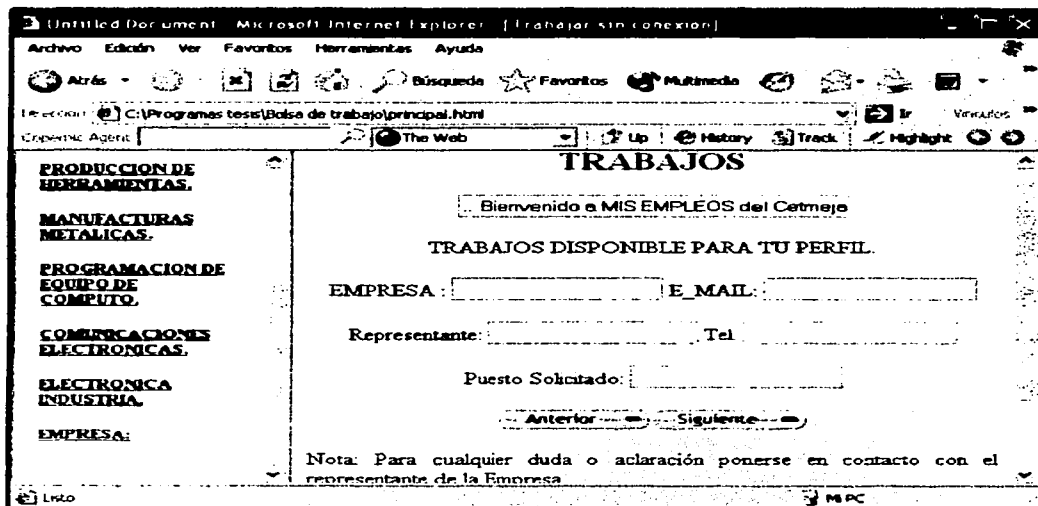 Untitled Document - Microsoft Internet Explorer - [Trabajar sin conexión]
Archivo Edición Ver Favoritos Herramientas Ayuda
Atrás Búsqueda Favoritos Multimedia
Dirección C:\Programas tesis\Bolsa de trabajo\principal.html Ir Vínculos
Copernic Agent The Web Up History Track Highlight
PRODUCCION DE
HERRAMIENTAS.
MANUFACTURAS
METALICAS.
PROGRAMACION DE
EQUIPO DE
COMPUTO.
COMUNICACIONES
ELECTRONICAS.
ELECTRONICA
INDUSTRIA.
EMPRESA:
TRABAJOS
Bienvenido a MIS EMPLEOS del Cetmeja
TRABAJOS DISPONIBLE PARA TU PERFIL.
EMPRESA : E_MAIL:
Representante: Tel
Puesto Solicitado:
Anterior Siguiente
Nota: Para cualquier duda o aclaración ponerse en contacto con el
representante de la Empresa
Listo Mi PC